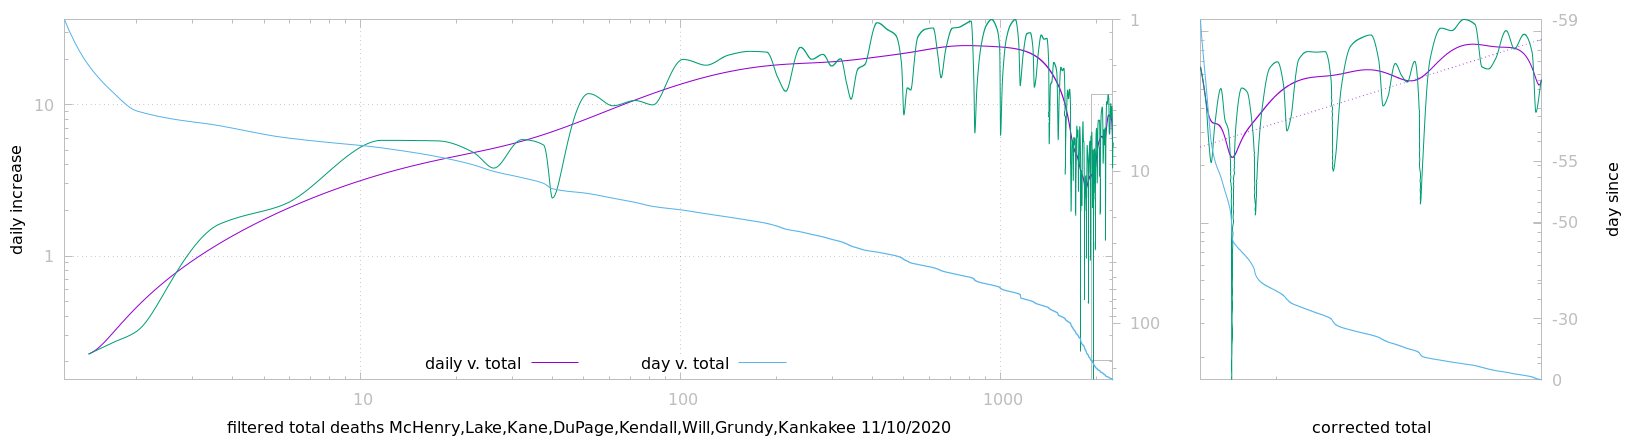 1
-59
10
daily increase
10
-55
-50
day since
1
100
-30
daily v. total
day v. total
0
10
100
1000
filtered total deaths McHenry,Lake,Kane,DuPage,Kendall,Will,Grundy,Kankakee 11/10/2020
corrected total